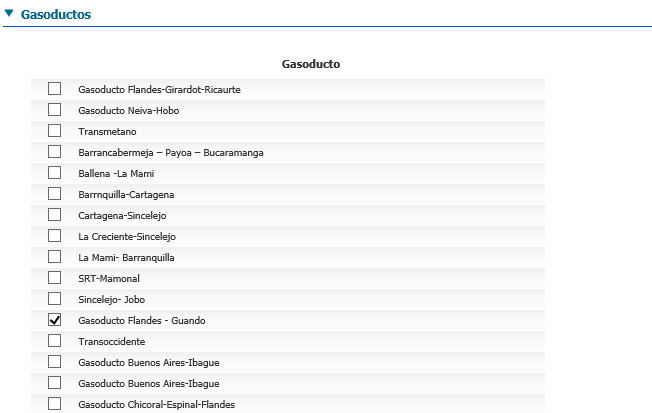 Gasoductos
Gasoducto
Gasoducto Flandes-Girardot-Ricaurte
Gasoducto Neiva-Hobo
Transmetano
Barrancabermeja – Payoa – Bucaramanga
Ballena -La Mami
Barrnquilla-Cartagena
Cartagena-Sincelejo
La Creciente-Sincelejo
La Mami- Barranquilla
SRT-Mamonal
Sincelejo- Jobo
Gasoducto Flandes - Guando
Transoccidente
Gasoducto Buenos Aires-Ibague
Gasoducto Buenos Aires-Ibague
Gasoducto Chicoral-Espinal-Flandes